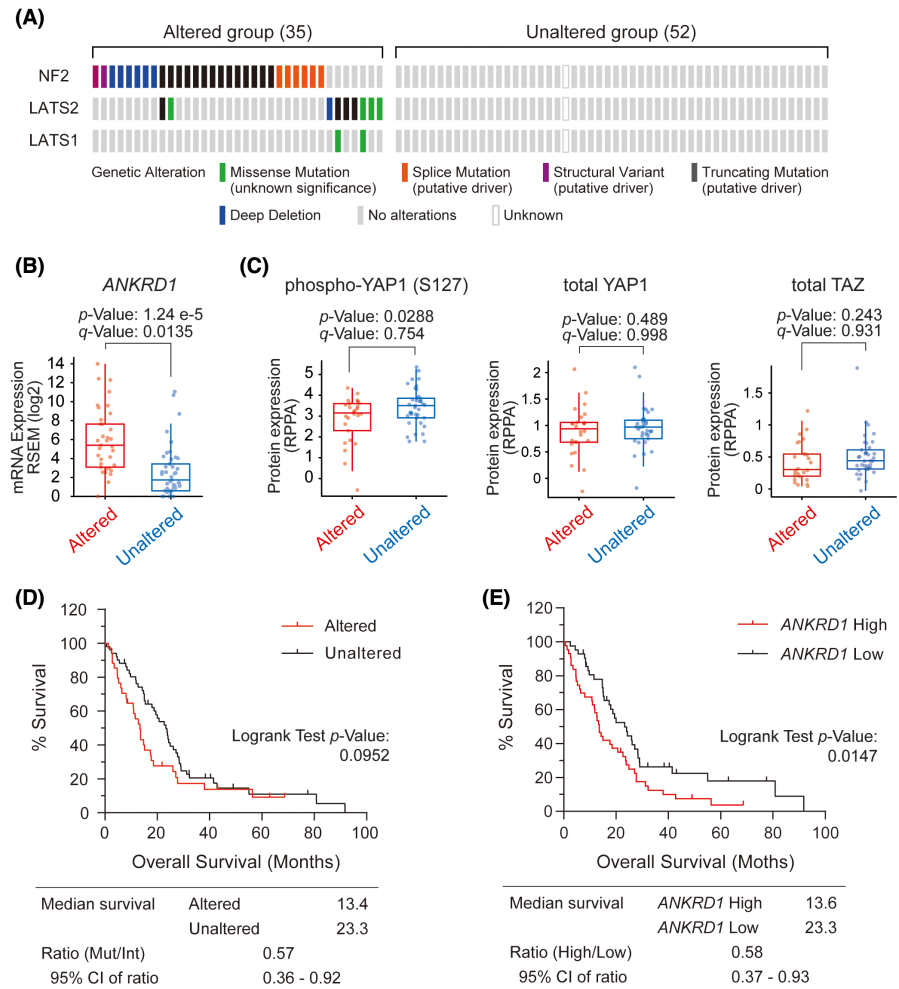 (A)
Altered group (35)
Unaltered group (52)
NF2
LATS2
LATS1
Genetic Alteration
Missense Mutation
(unknown significance)
Splice Mutation
(putative driver)
Structural Variant
(putative driver)
Truncating Mutation
(putative driver)
Deep Deletion
No alterations
Unknown
(B)
ANKRD1
p-Value: 1.24 e-5
q-Value: 0.0135
mRNA Expression
RSEM (log2)
14
12
10
8
6
4
2
0
Altered
Unaltered
(C)
phospho-YAP1 (S127)
p-Value: 0.0288
q-Value: 0.754
Protein expression
(RPPA)
5
4
3
2
1
0
Altered
Unaltered
total YAP1
p-Value: 0.489
q-Value: 0.998
Protein expression
(RPPA)
2
1.5
1
0.5
0
Altered
Unaltered
total TAZ
p-Value: 0.243
q-Value: 0.931
Protein expression
(RPPA)
1.5
1
0.5
0
Altered
Unaltered
(D)
% Survival
120
100
80
60
40
20
0
Altered
Unaltered
Logrank Test p-Value:
0.0952
0 20 40 60 80 100
Overall Survival (Months)
Median survival Altered 13.4
Unaltered 23.3
Ratio (Mut/Int) 0.57
95% CI of ratio 0.36 - 0.92
(E)
% Survival
120
100
80
60
40
20
0
ANKRD1 High
ANKRD1 Low
Logrank Test p-Value:
0.0147
0 20 40 60 80 100
Overall Survival (Moths)
Median survival ANKRD1 High 13.6
ANKRD1 Low 23.3
Ratio (High/Low) 0.58
95% CI of ratio 0.37 - 0.93